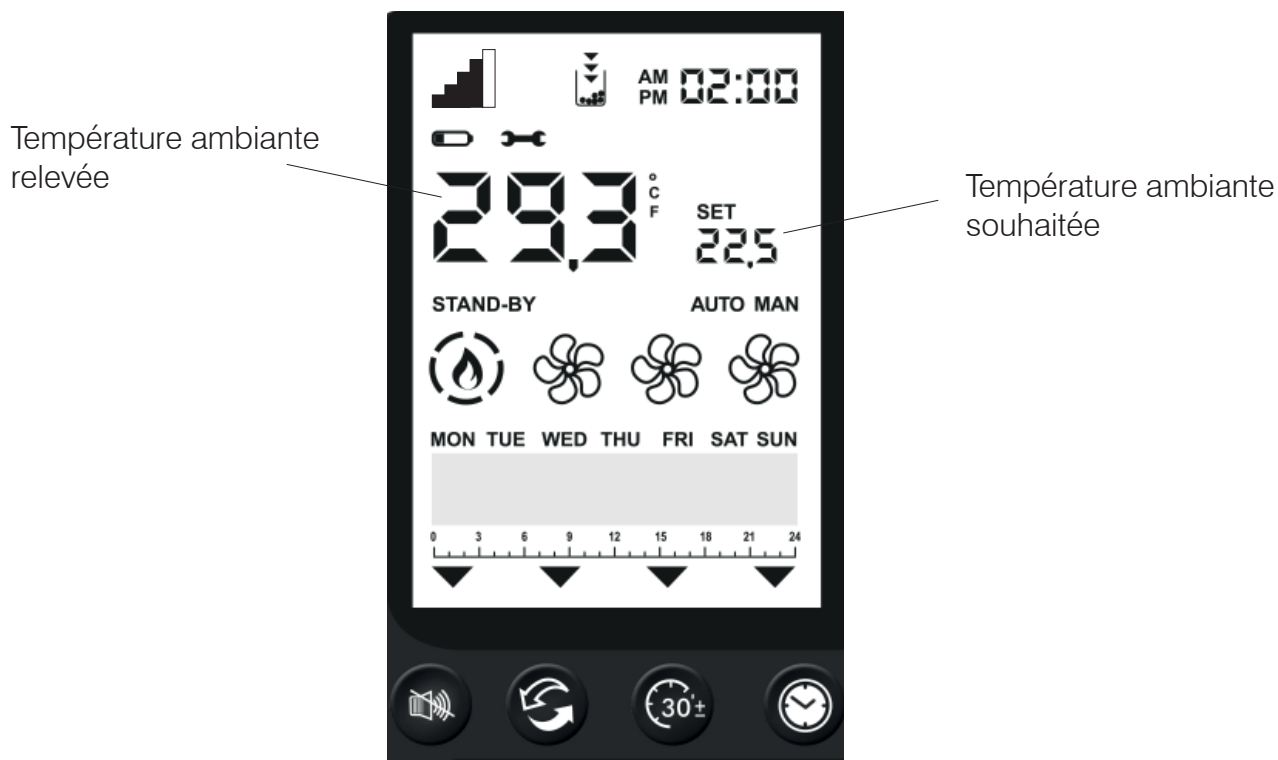 Température ambiante
relevée
AM
PM
02:00
29,3
°
C
F
SET
22,5
Température ambiante
souhaitée
STAND-BY
AUTO MAN
MON TUE WED THU FRI SAT SUN
0 3 6 9 12 15 18 21 24
30'±